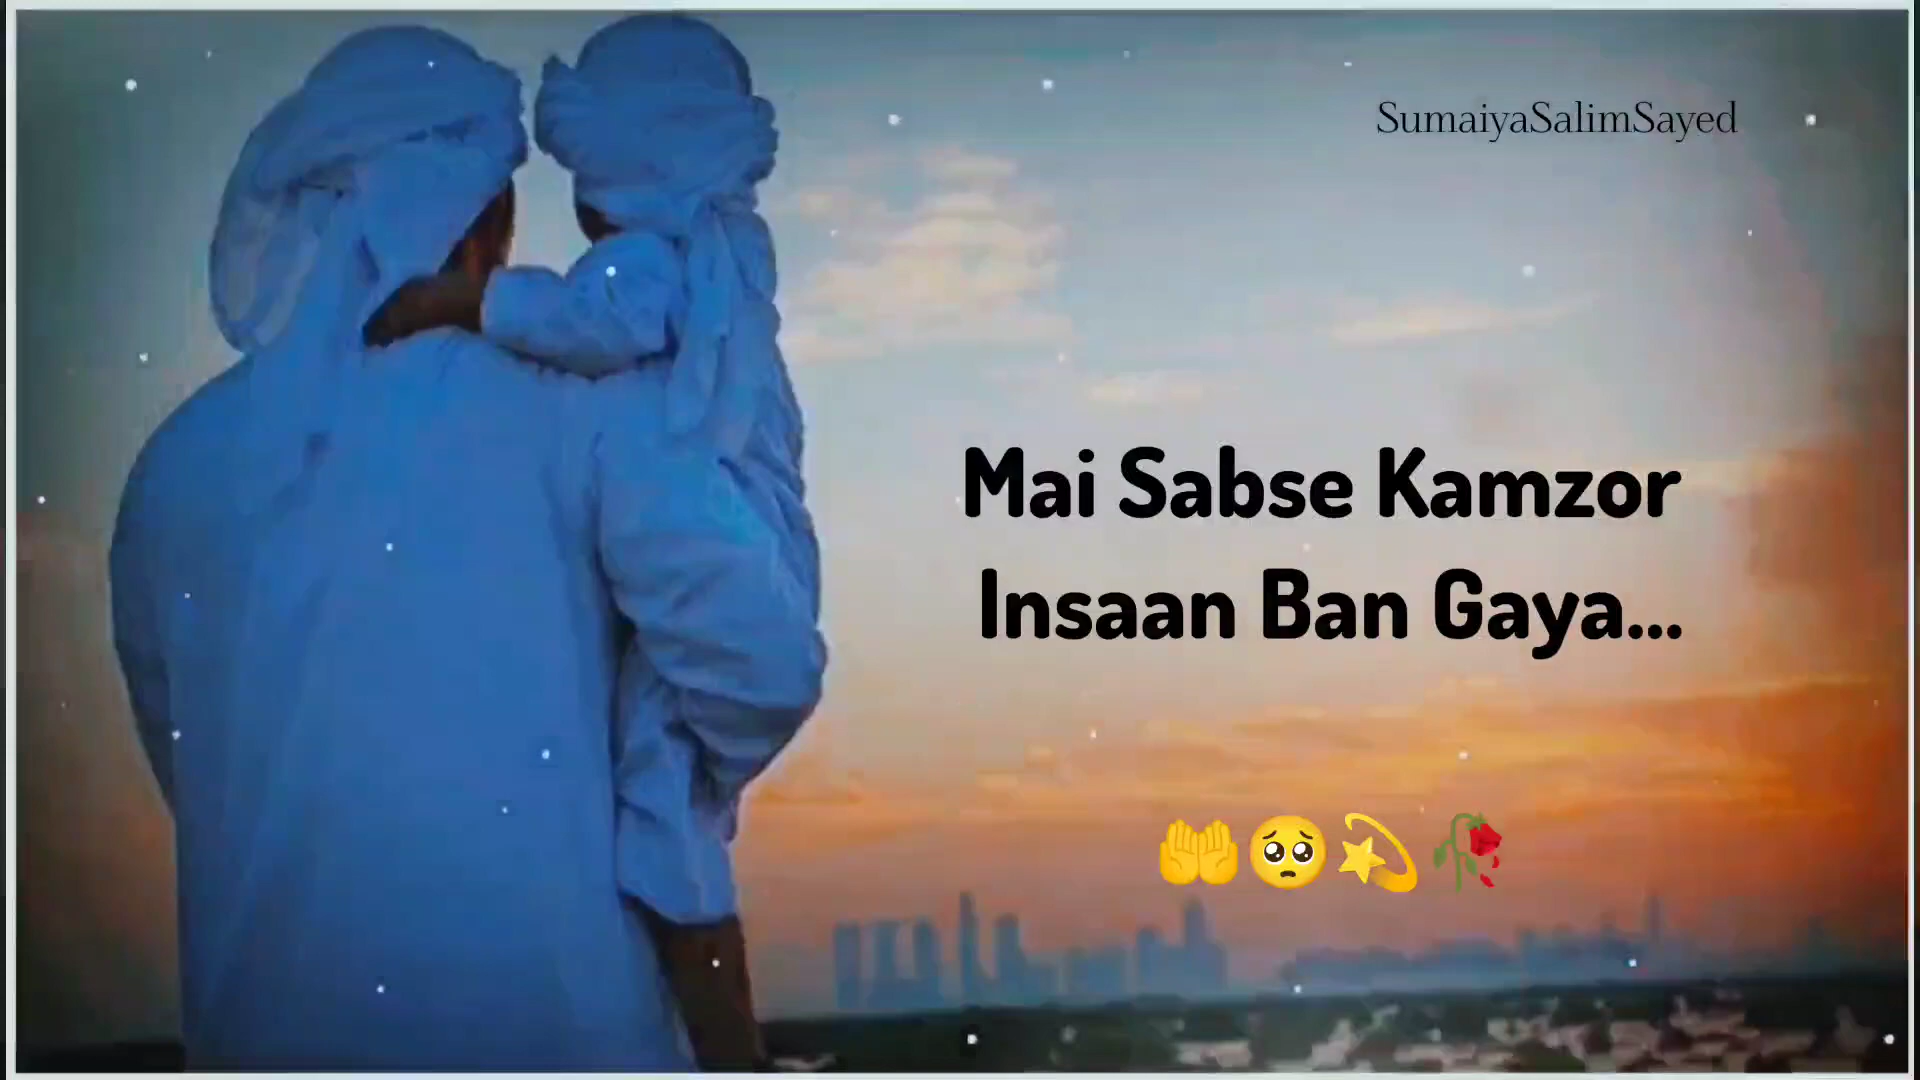 SumaiyaSalimSayed
Mai Sabse Kamzor
Insaan Ban Gaya...
🤲🥺💫🥀